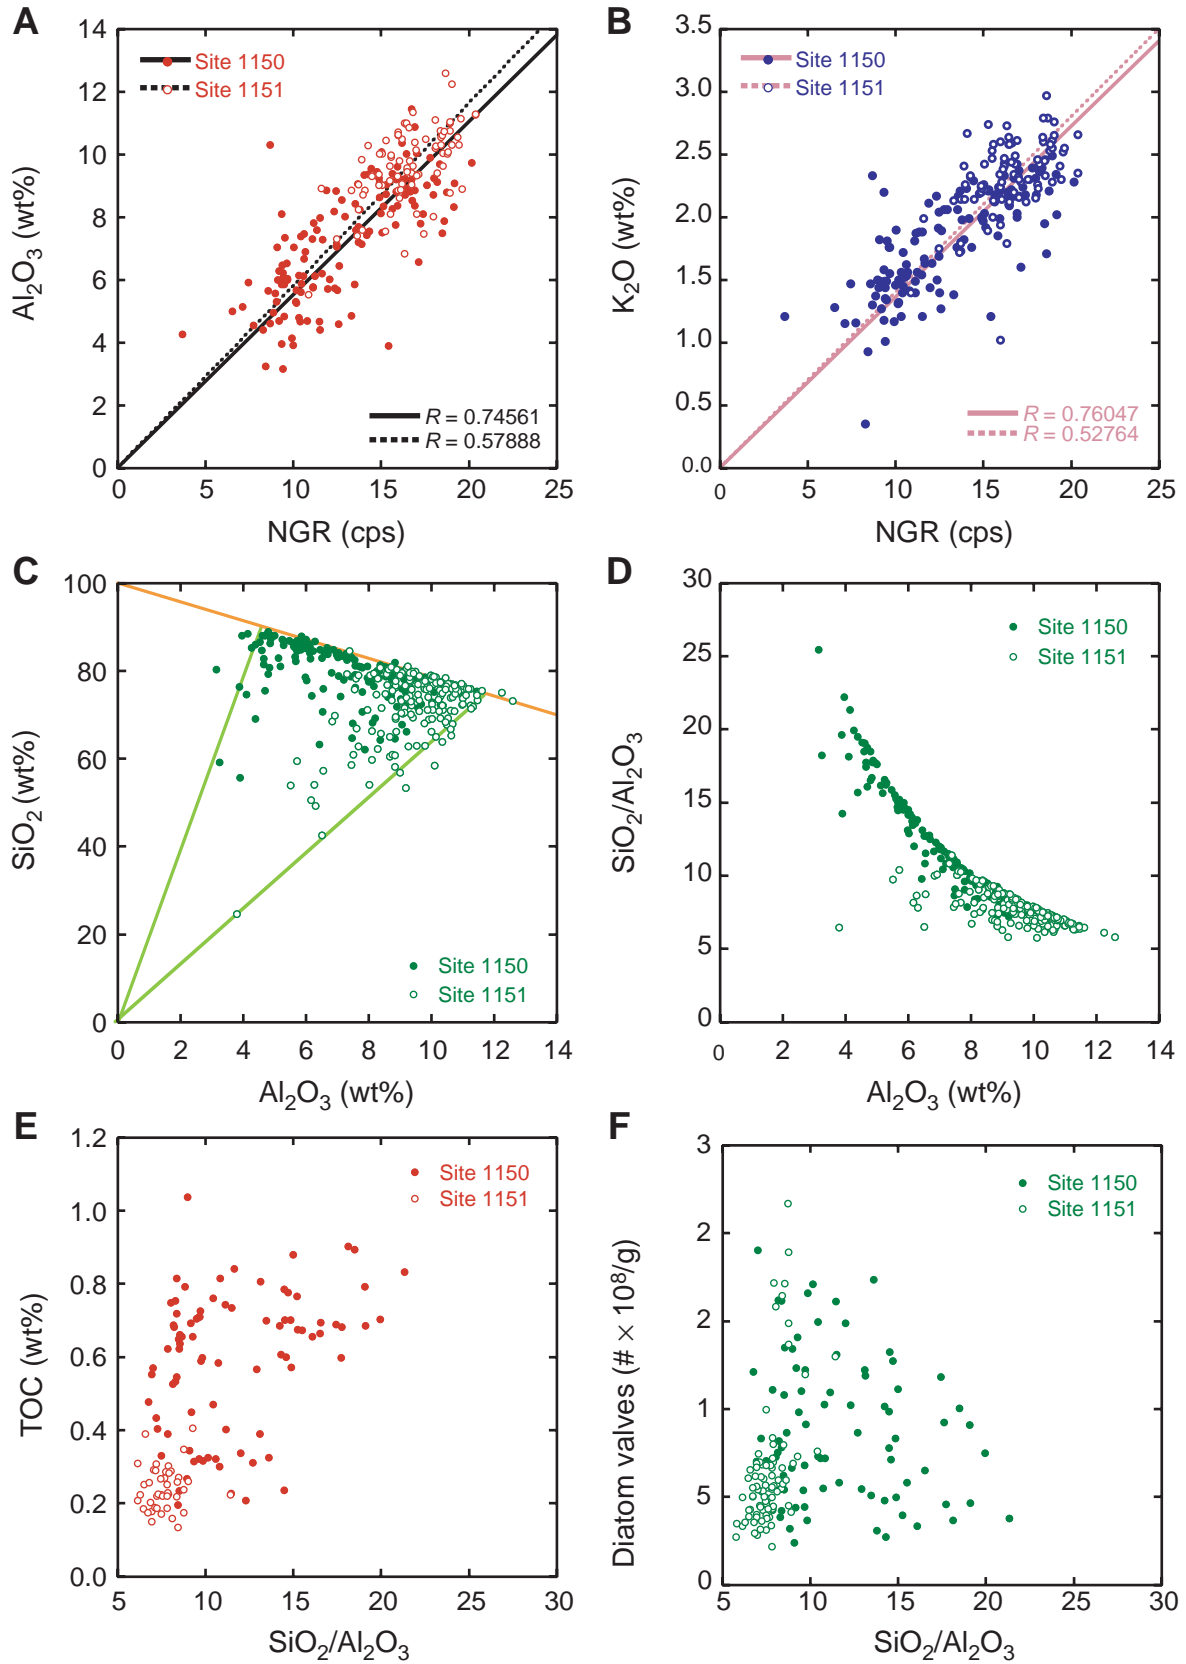 A
14
12
10
8
6
4
2
0
Al₂O₃ (wt%)
Site 1150
Site 1151
R = 0.74561
R = 0.57888
0 5 10 15 20 25
NGR (cps)
B
3.5
3.0
2.5
2.0
1.5
1.0
0.5
0.0
K₂O (wt%)
Site 1150
Site 1151
R = 0.76047
R = 0.52764
0 5 10 15 20 25
NGR (cps)
C
100
80
60
40
20
0
SiO₂ (wt%)
Site 1150
Site 1151
0 2 4 6 8 10 12 14
Al₂O₃ (wt%)
D
30
25
20
15
10
5
0
SiO₂/Al₂O₃
Site 1150
Site 1151
0 2 4 6 8 10 12 14
Al₂O₃ (wt%)
E
1.2
1.0
0.8
0.6
0.4
0.2
0.0
TOC (wt%)
Site 1150
Site 1151
5 10 15 20 25 30
SiO₂/Al₂O₃
F
3
2
2
1
5
0
Diatom valves (# × 10⁸/g)
Site 1150
Site 1151
5 10 15 20 25 30
SiO₂/Al₂O₃